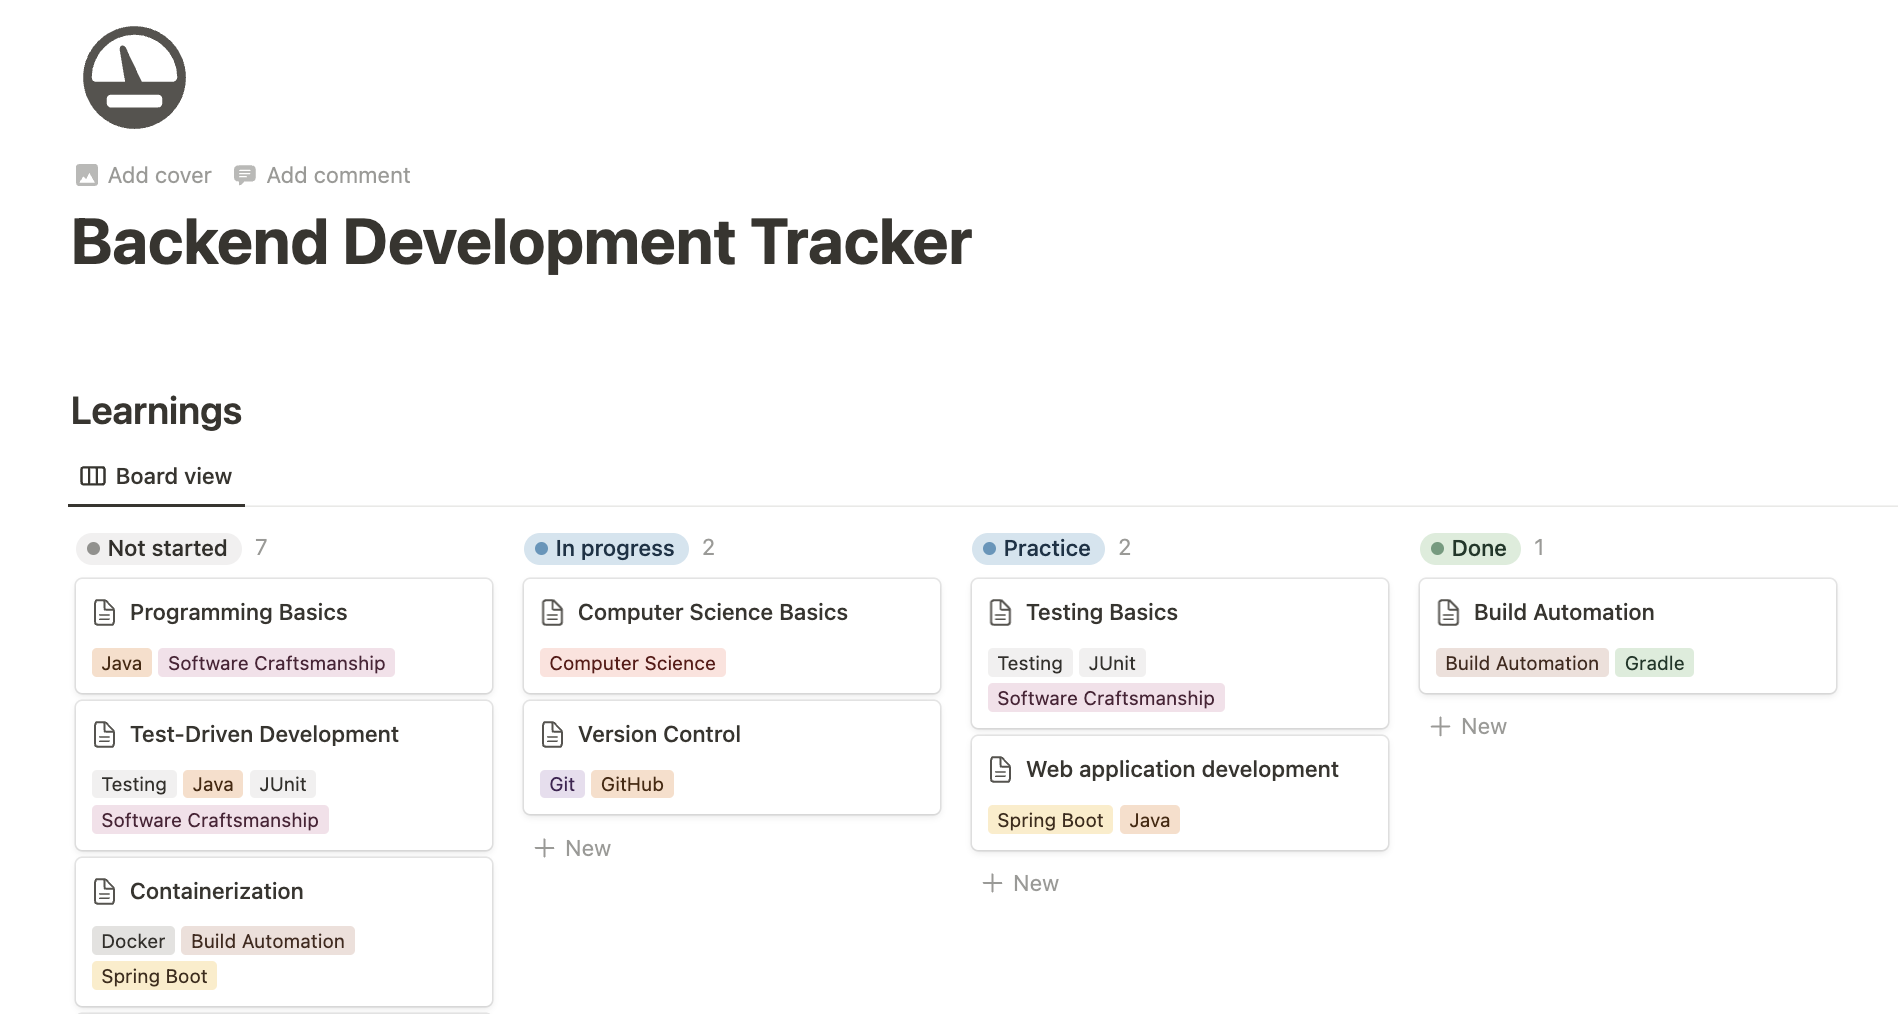 Add cover Add comment
Backend Development Tracker
Learnings
Board view
Not started 7
Programming Basics
Java Software Craftsmanship
Test-Driven Development
Testing Java JUnit
Software Craftsmanship
Containerization
Docker Build Automation
Spring Boot
In progress 2
Computer Science Basics
Computer Science
Version Control
Git GitHub
+ New
Practice 2
Testing Basics
Testing JUnit
Software Craftsmanship
Web application development
Spring Boot Java
+ New
Done 1
Build Automation
Build Automation Gradle
+ New